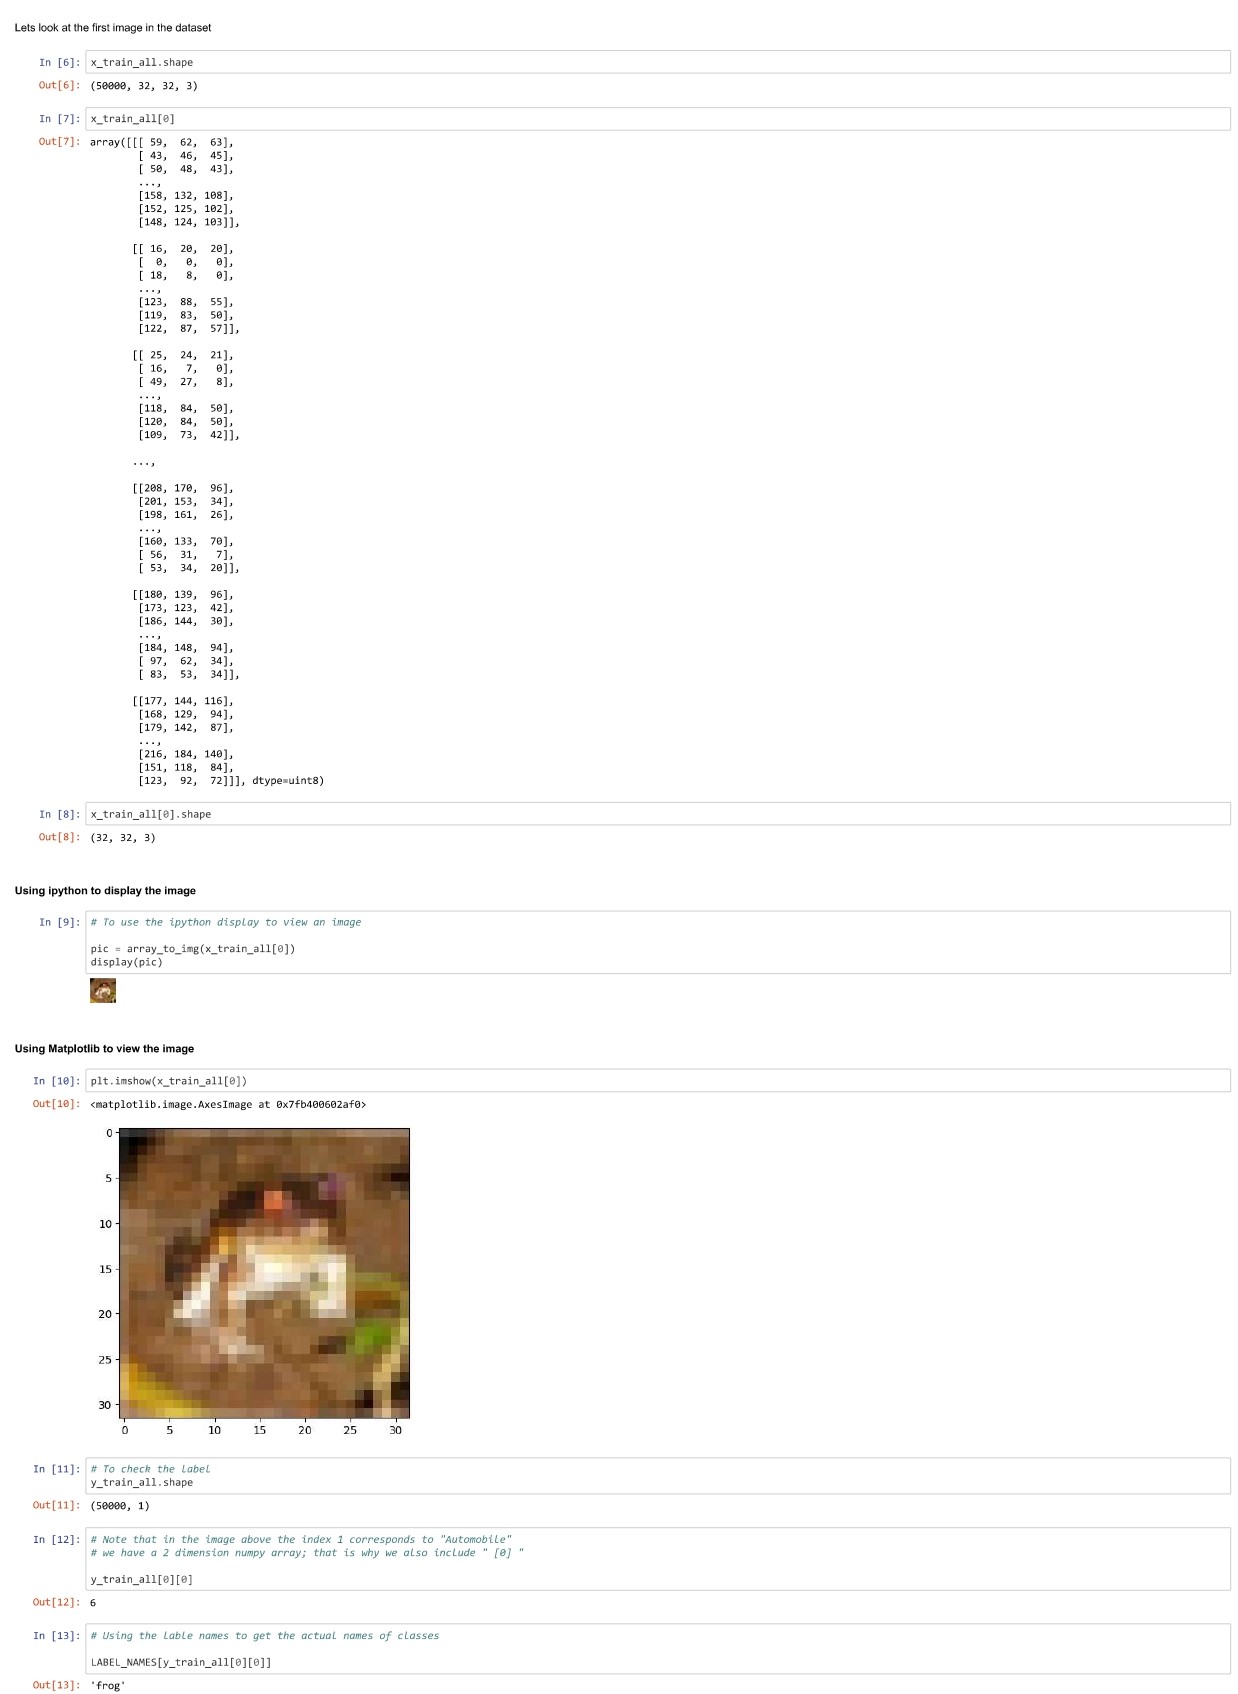 Lets look at the first image in the dataset
In [6]: x_train_all.shape
Out[6]: (50000, 32, 32, 3)
In [7]: x_train_all[0]
Out[7]: array([[[ 59,  62,  63],
[ 43,  46,  45],
[ 50,  48,  43],
...,
[158, 132, 108],
[152, 125, 102],
[148, 124, 103]],
[[ 16,  20,  20],
[  0,   0,   0],
[ 18,   8,   0],
...,
[123,  88,  55],
[119,  83,  50],
[122,  87,  57]],
[[ 25,  24,  21],
[ 16,   7,   0],
[ 49,  27,   8],
...,
[118,  84,  50],
[120,  84,  50],
[109,  73,  42]],
...,
[[208, 170,  96],
[201, 153,  34],
[198, 161,  26],
...,
[160, 133,  70],
[ 56,  31,   7],
[ 53,  34,  20]],
[[180, 139,  96],
[173, 123,  42],
[186, 144,  30],
...,
[184, 148,  94],
[ 97,  62,  34],
[ 83,  53,  34]],
[[177, 144, 116],
[168, 129,  94],
[179, 142,  87],
...,
[216, 184, 140],
[151, 118,  84],
[123,  92,  72]]], dtype=uint8)
In [8]: x_train_all[0].shape
Out[8]: (32, 32, 3)
Using ipython to display the image
In [9]: # To use the ipython display to view an image
pic = array_to_img(x_train_all[0])
display(pic)
Using Matplotlib to view the image
In [10]: plt.imshow(x_train_all[0])
Out[10]: <matplotlib.image.AxesImage at 0x7fb400602af0>
0
5
10
15
20
25
30
0 5 10 15 20 25 30
In [11]: # To check the label
y_train_all.shape
Out[11]: (50000, 1)
In [12]: # Note that in the image above the index 1 corresponds to "Automobile"
# we have a 2 dimension numpy array; that is why we also include " [0] "
y_train_all[0][0]
Out[12]: 6
In [13]: # Using the lable names to get the actual names of classes
LABEL_NAMES[y_train_all[0][0]]
Out[13]: 'frog'